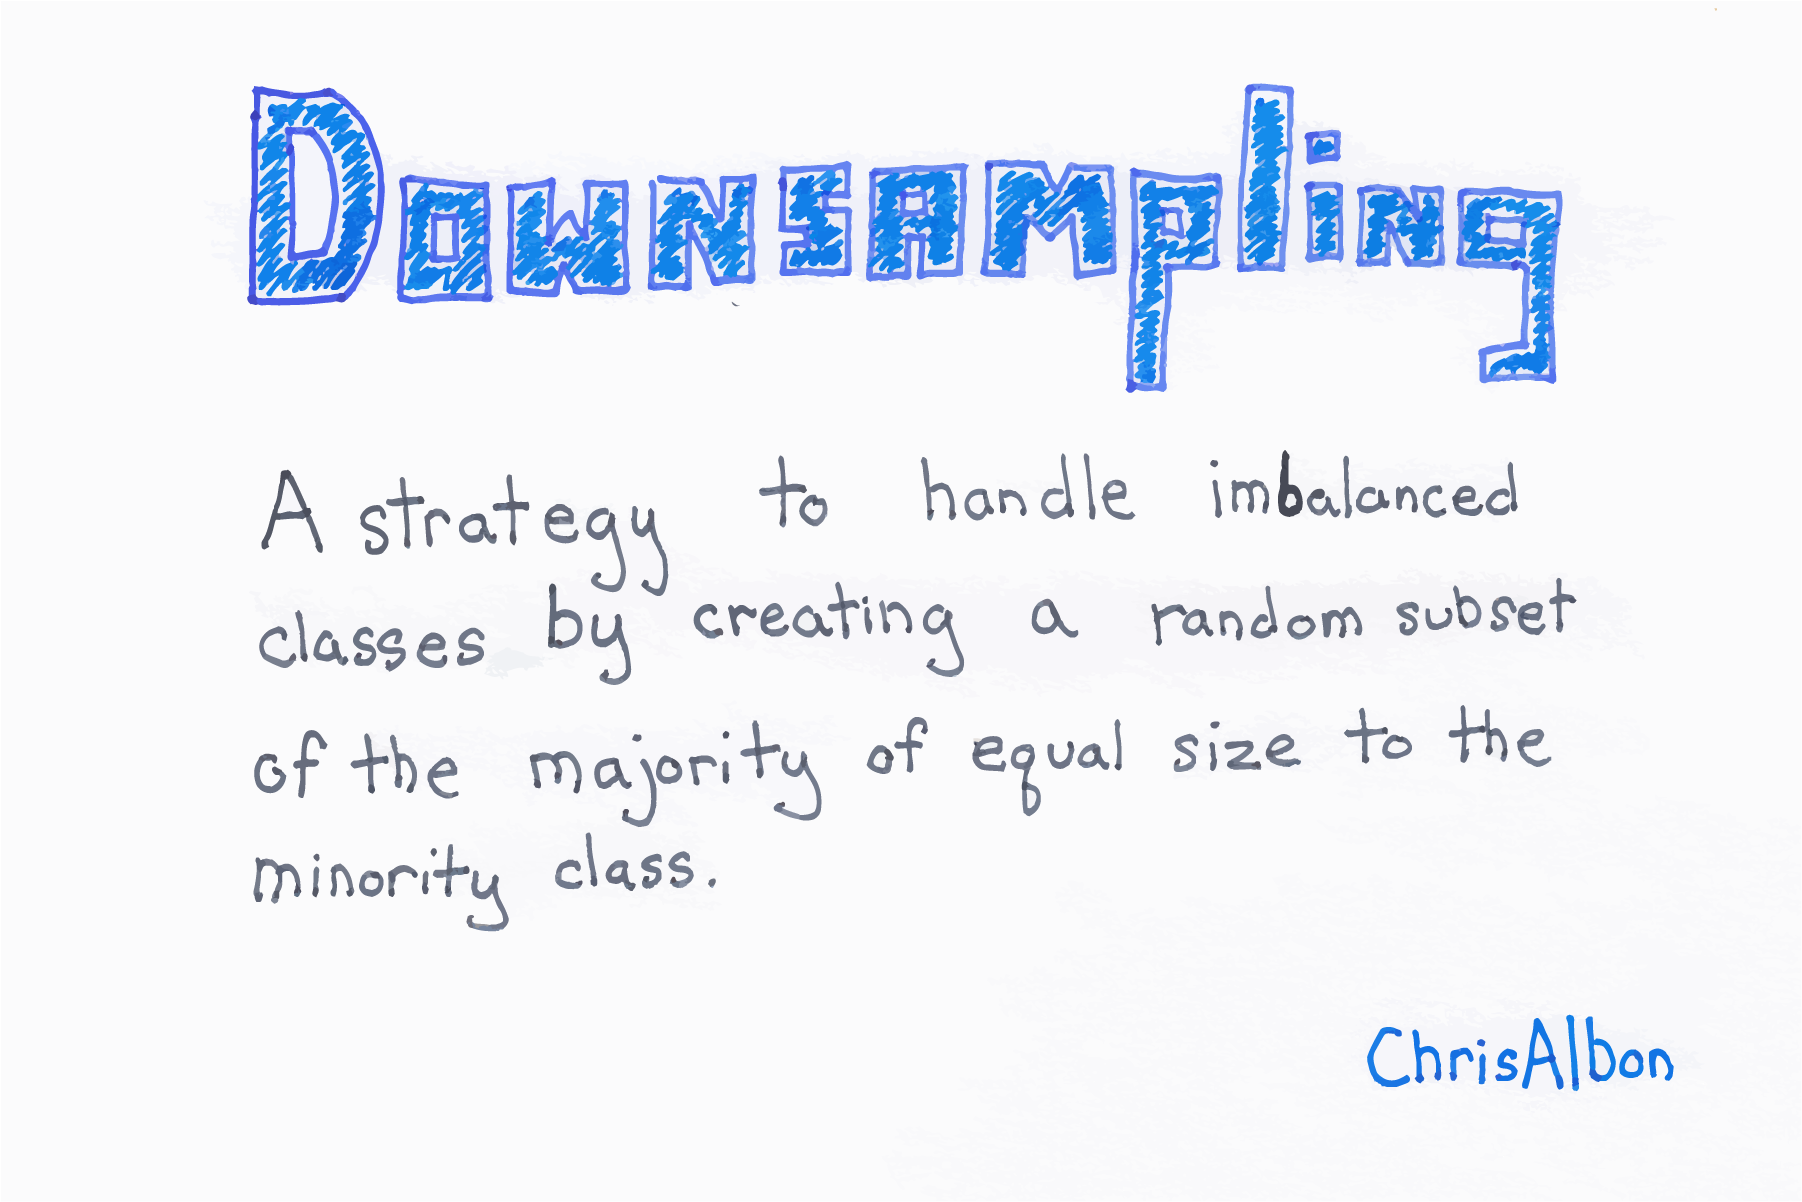 Downsampling
A strategy to handle imbalanced
classes by creating a random subset
of the majority of equal size to the
minority class.
ChrisAlbon